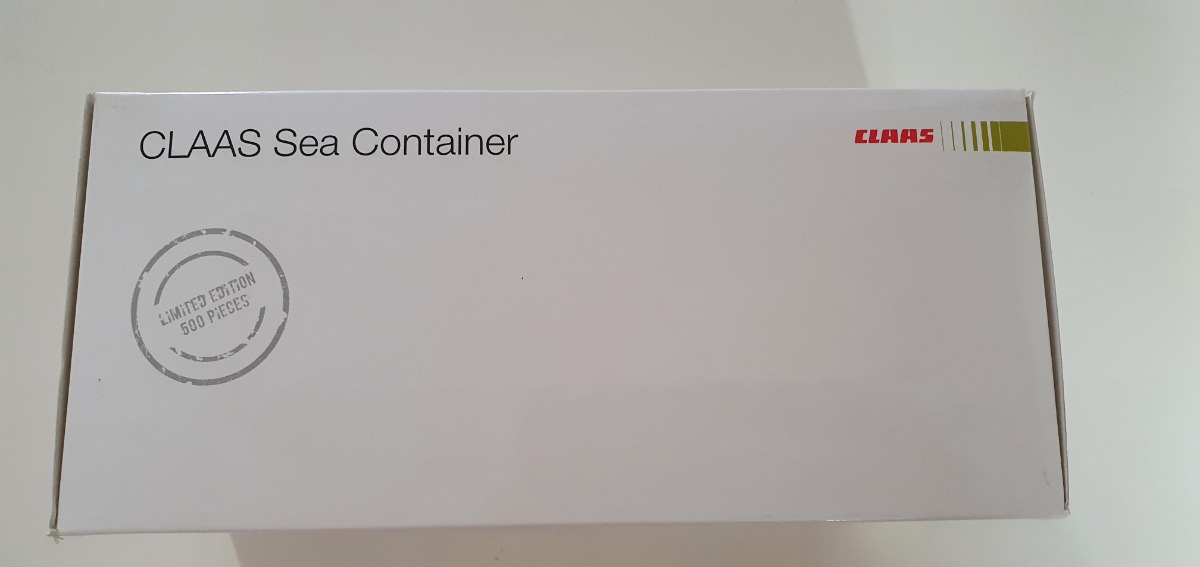 CLAAS Sea Container
CLAAS
LIMITED EDITION
500 PIECES